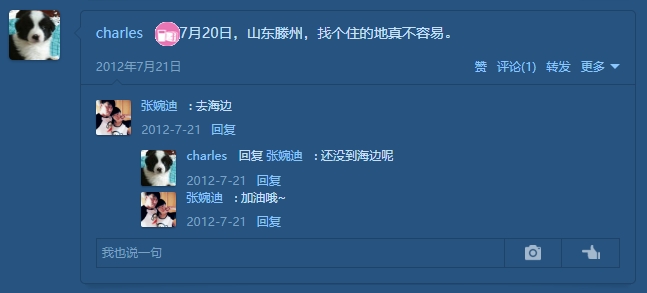 charles 7月20日，山东滕州，找个住的地真不容易。
2012年7月21日 赞 评论(1) 转发 更多
张婉迪 : 去海边
2012-7-21 回复
charles 回复 张婉迪 : 还没到海边呢
2012-7-21 回复
张婉迪 : 加油哦~
2012-7-21 回复
我也说一句